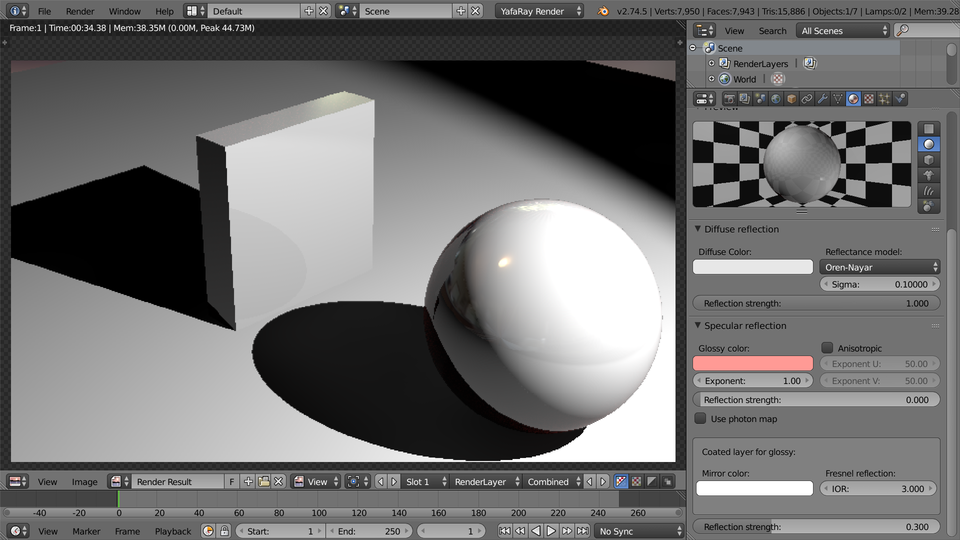 File Render Window Help Default Scene YafaRay Render v2.74.5 | Verts:7,950 | Faces:7,943 | Tris:15,886 | Objects:1/7 | Lamps:0/2 | Mem:39.28
Frame:1 | Time:00:34.38 | Mem:38.35M (0.00M, Peak 44.73M)
View Search All Scenes
Scene
RenderLayers
World
Preview
Diffuse reflection
Diffuse Color: Reflectance model:
Oren-Nayar
Sigma: 0.10000
Reflection strength: 1.000
Specular reflection
Glossy color: Anisotropic
Exponent U: 50.00
Exponent: 1.00 Exponent V: 50.00
Reflection strength: 0.000
Use photon map
Coated layer for glossy:
Mirror color: Fresnel reflection:
IOR: 3.000
Reflection strength: 0.300
View Image Render Result F View Slot 1 RenderLayer Combined
-40 -20 0 20 40 60 80 100 120 140 160 180 200 220 240 260
View Marker Frame Playback Start: 1 End: 250 1 No Sync